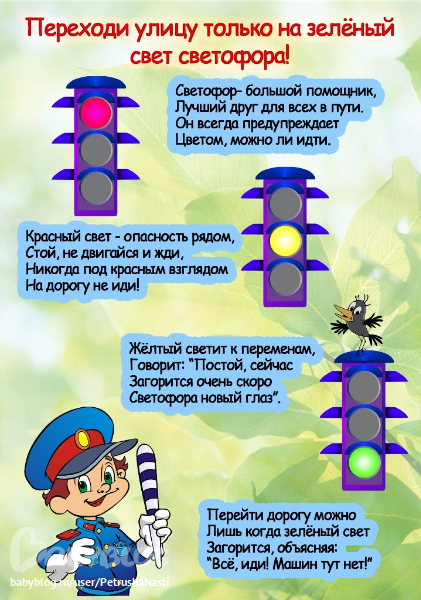 Переходи улицу только на зелёный
свет светофора!
Светофор- большой помощник,
Лучший друг для всех в пути.
Он всегда предупреждает
Цветом, можно ли идти.
Красный свет - опасность рядом,
Стой, не двигайся и жди,
Никогда под красным взглядом
На дорогу не иди!
Жёлтый светит к переменам,
Говорит: "Постой, сейчас
Загорится очень скоро
Светофора новый глаз".
Перейти дорогу можно
Лишь когда зелёный свет
Загорится, объясняя:
"Всё, иди! Машин тут нет!"
babyblog.ru/user/PetrushaNasti